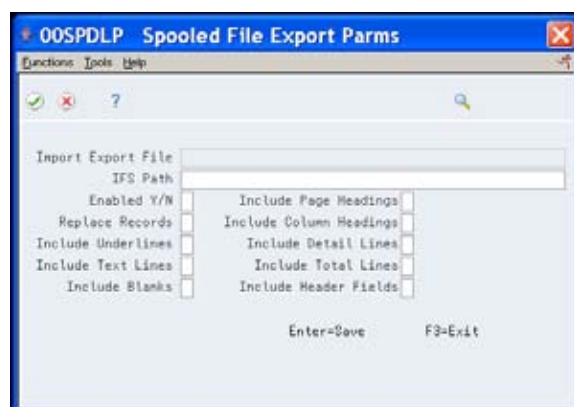 00SPDLP Spooled File Export Parms
Functions Tools Help
?
Import Export File
IFS Path
Enabled Y/N Include Page Headings
Replace Records Include Column Headings
Include Underlines Include Detail Lines
Include Text Lines Include Total Lines
Include Blanks Include Header Fields
Enter=Save F3=Exit